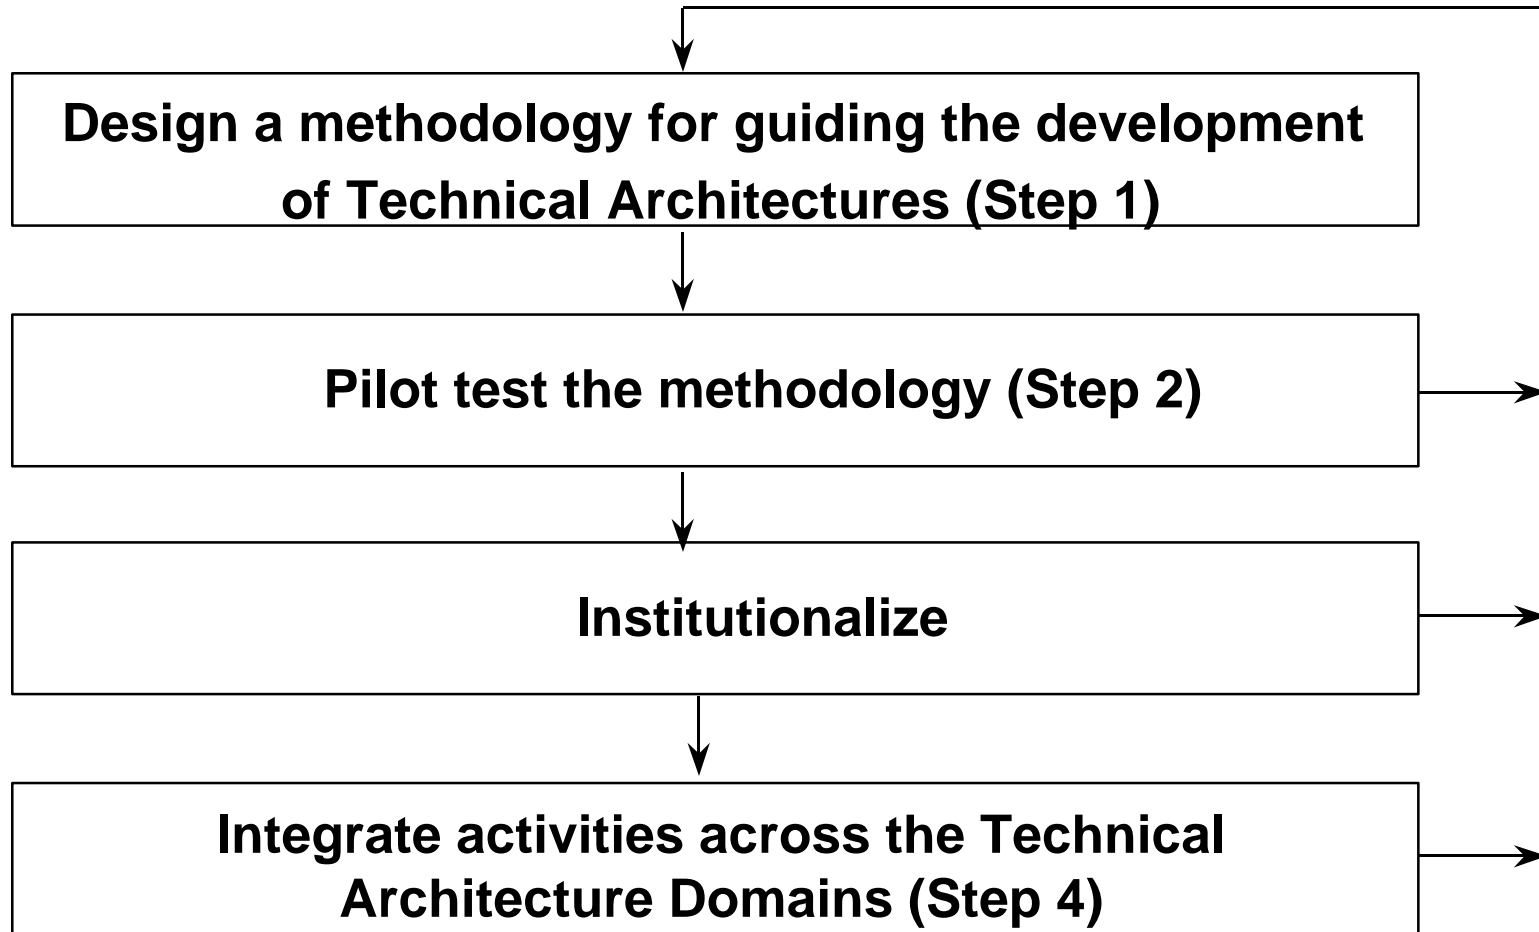 Design a methodology for guiding the development
of Technical Architectures (Step 1)
Pilot test the methodology (Step 2)
Institutionalize
Integrate activities across the Technical
Architecture Domains (Step 4)